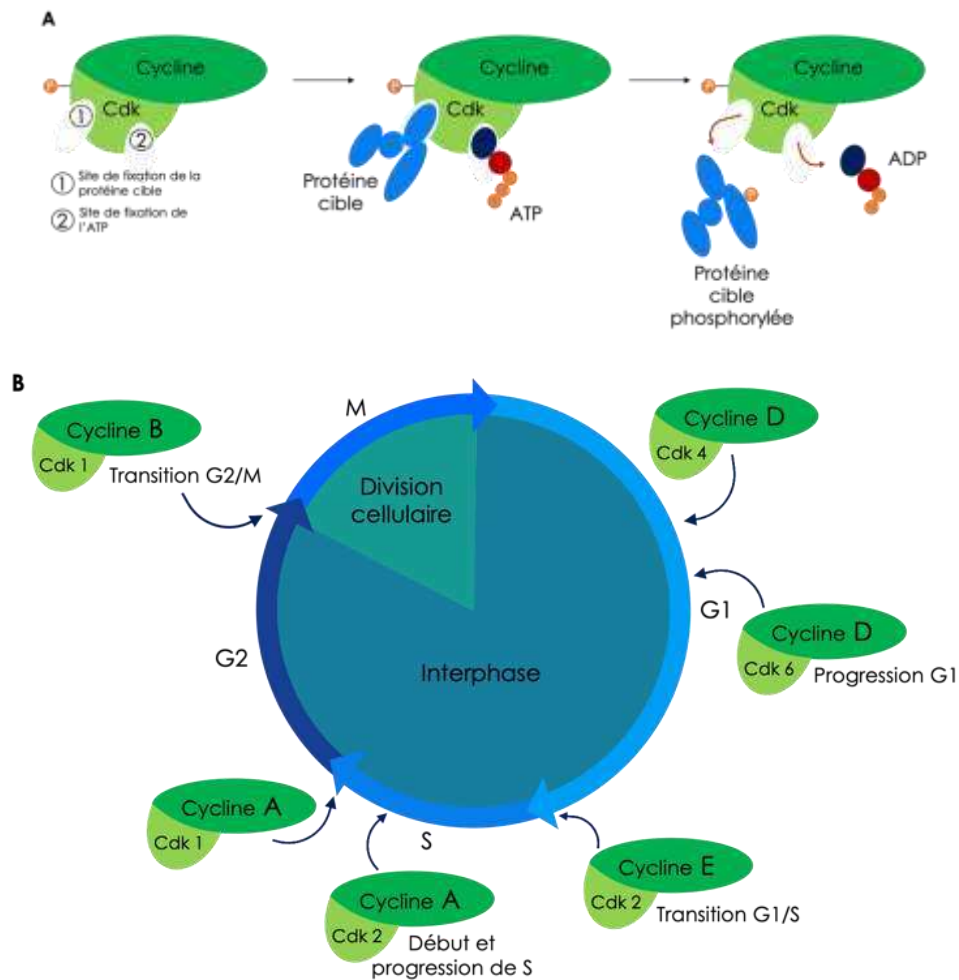 A
Cycline
Cdk
P
1
2
1 Site de fixation de la
protéine cible
2 Site de fixation de
l'ATP
Cycline
Cdk
Protéine
cible
ATP
Cycline
Cdk
ADP
Protéine
cible
phosphorylée
B
M
Cycline B
Cdk 1
Transition G2/M
Division
cellulaire
Cycline D
Cdk 4
G1
Cycline D
Cdk 6
Progression G1
G2
Interphase
Cycline A
Cdk 1
S
Cycline A
Cdk 2
Début et
progression de S
Cycline E
Cdk 2
Transition G1/S